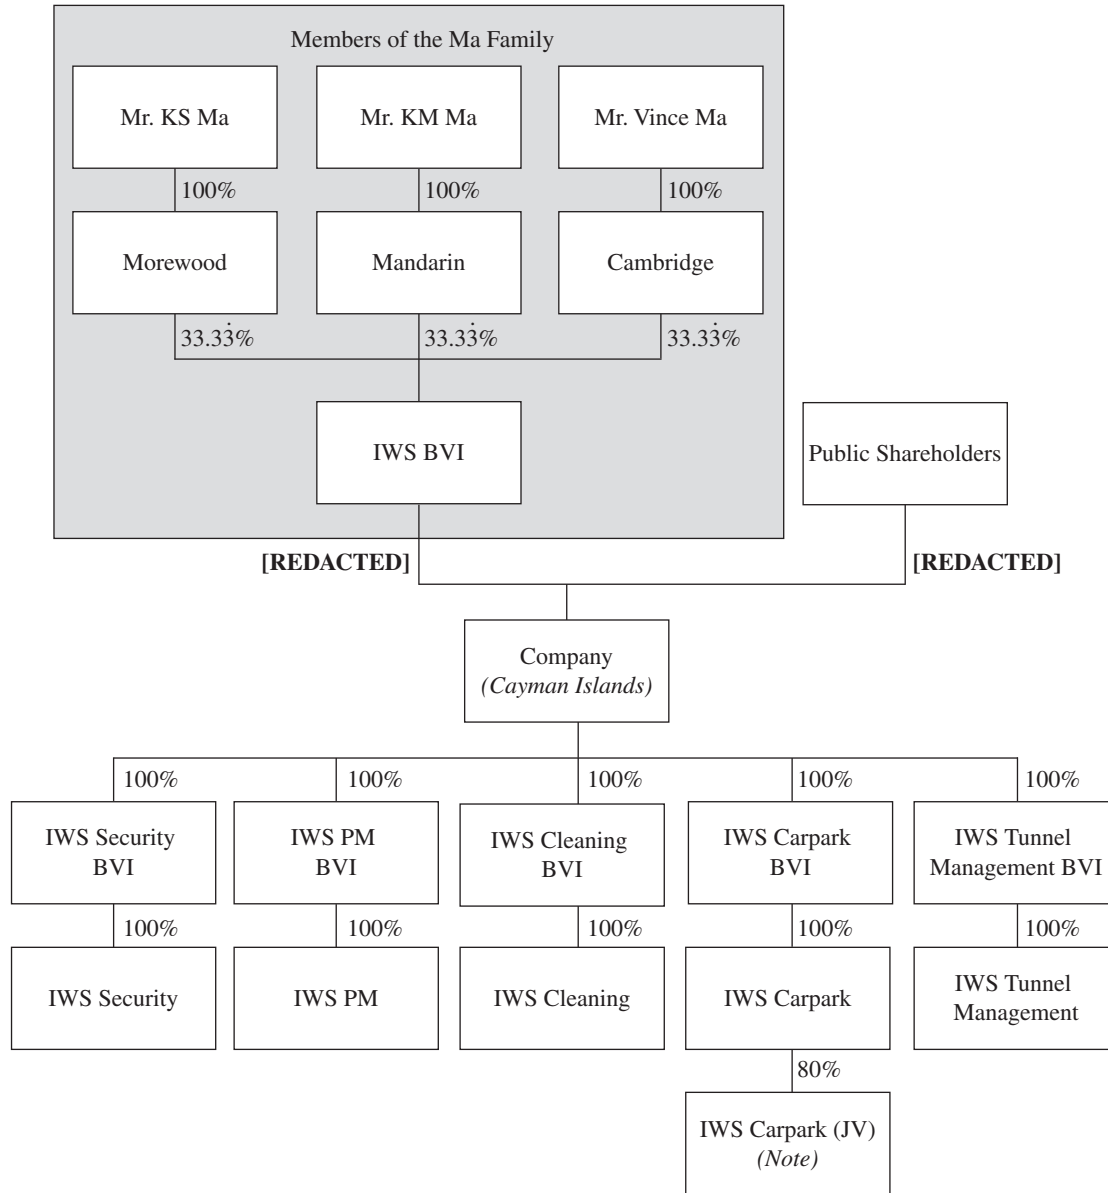 Members of the Ma Family
Mr. KS Ma
Mr. KM Ma
Mr. Vince Ma
100%
100%
100%
Morewood
Mandarin
Cambridge
33.33̇%
33.33̇%
33.33̇%
IWS BVI
Public Shareholders
[REDACTED]
[REDACTED]
Company
(Cayman Islands)
100%
100%
100%
100%
100%
IWS Security
BVI
IWS PM
BVI
IWS Cleaning
BVI
IWS Carpark
BVI
IWS Tunnel
Management BVI
100%
100%
100%
100%
100%
IWS Security
IWS PM
IWS Cleaning
IWS Carpark
IWS Tunnel
Management
80%
IWS Carpark (JV)
(Note)